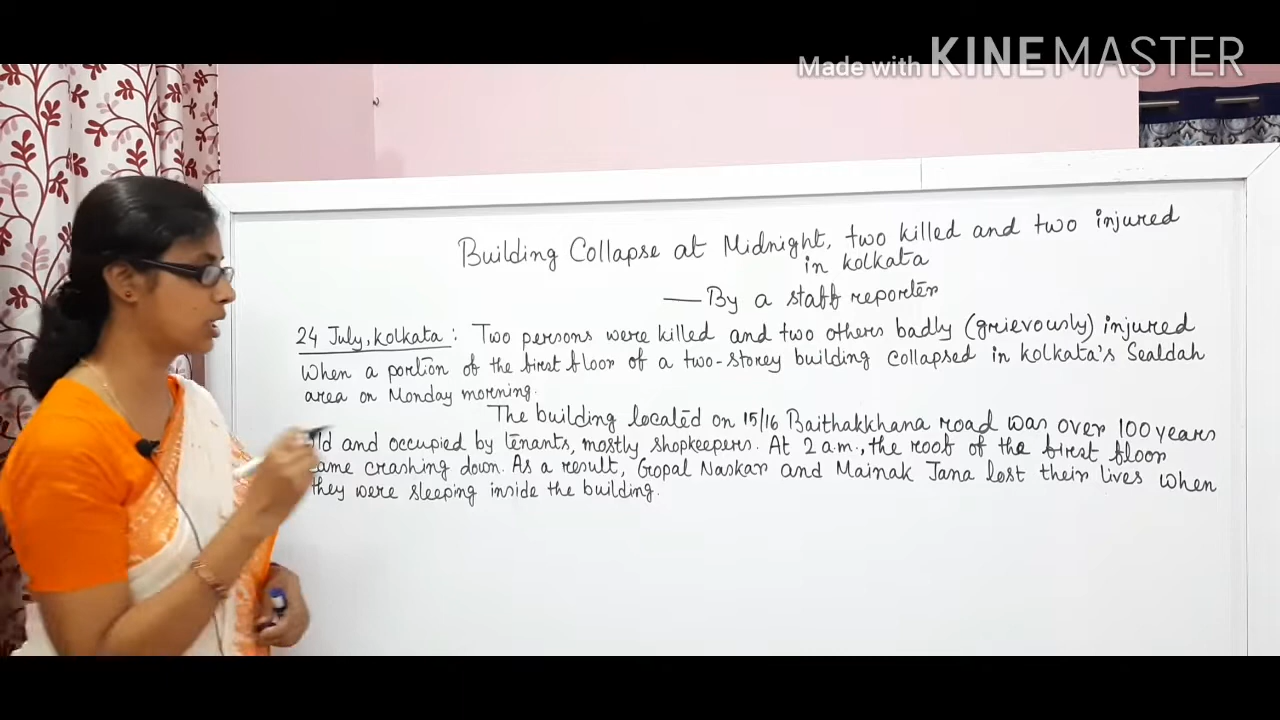 Made with KINEMASTER
Building Collapse at Midnight, two killed and two injured
in Kolkata
— By a staff reporter
24 July, Kolkata : Two persons were killed and two others badly (grievously) injured
when a portion of the first floor of a two-storey building collapsed in Kolkata's Sealdah
area on Monday morning.
The building located on 15/16 Baithakkhana road was over 100 years
ld and occupied by tenants, mostly shopkeepers. At 2 a.m., the roof of the first floor
came crashing down. As a result, Gopal Naskar and Mainak Jana lost their lives when
they were sleeping inside the building.